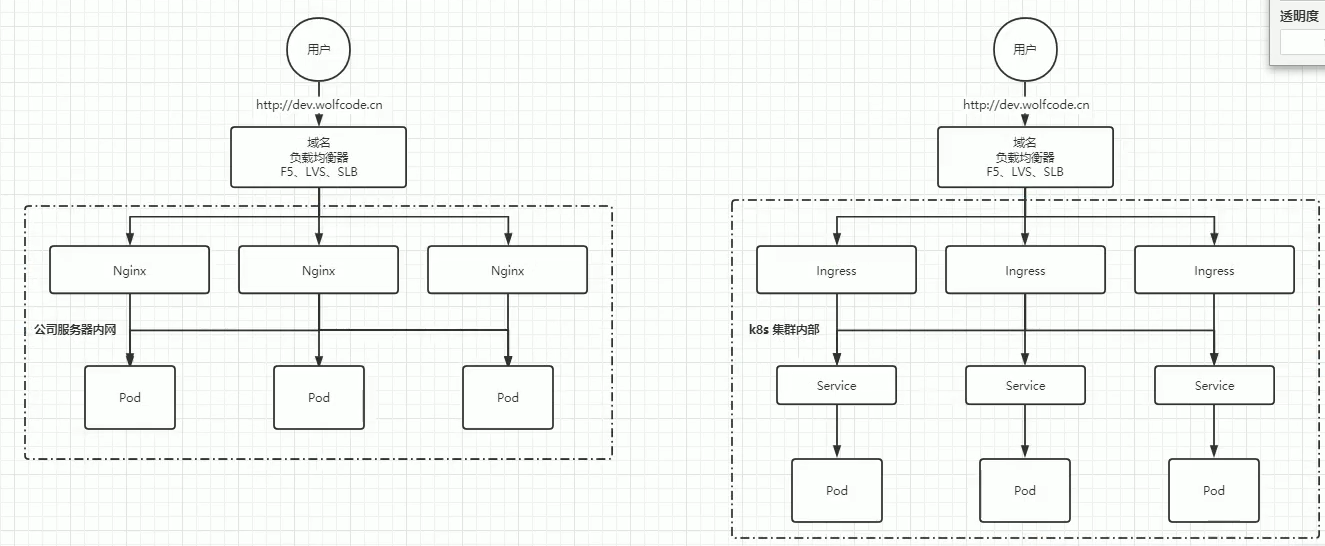 用户
http://dev.wolfcode.cn
域名
负载均衡器
F5、LVS、SLB
Nginx
Nginx
Nginx
公司服务器内网
Pod
Pod
Pod
透明度
用户
http://dev.wolfcode.cn
域名
负载均衡器
F5、LVS、SLB
Ingress
Ingress
Ingress
k8s 集群内部
Service
Service
Service
Pod
Pod
Pod